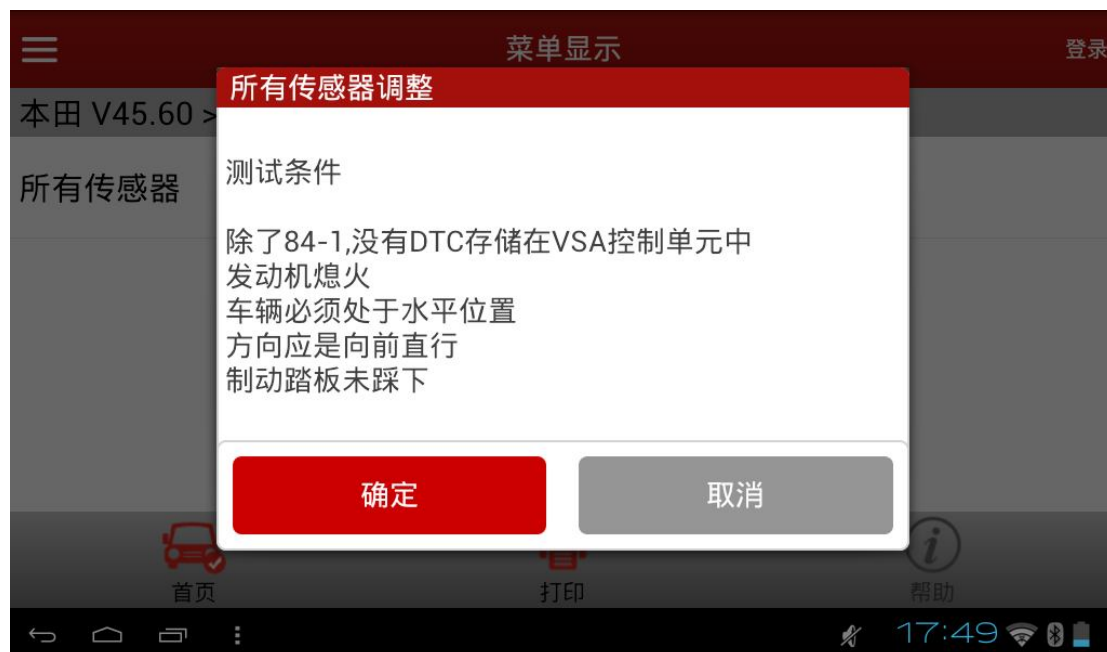 菜单显示
登录
所有传感器调整
本田 V45.60 >
测试条件
所有传感器
除了84-1,没有DTC存储在VSA控制单元中
发动机熄火
车辆必须处于水平位置
方向应是向前直行
制动踏板未踩下
确定
取消
首页
打印
帮助
17:49